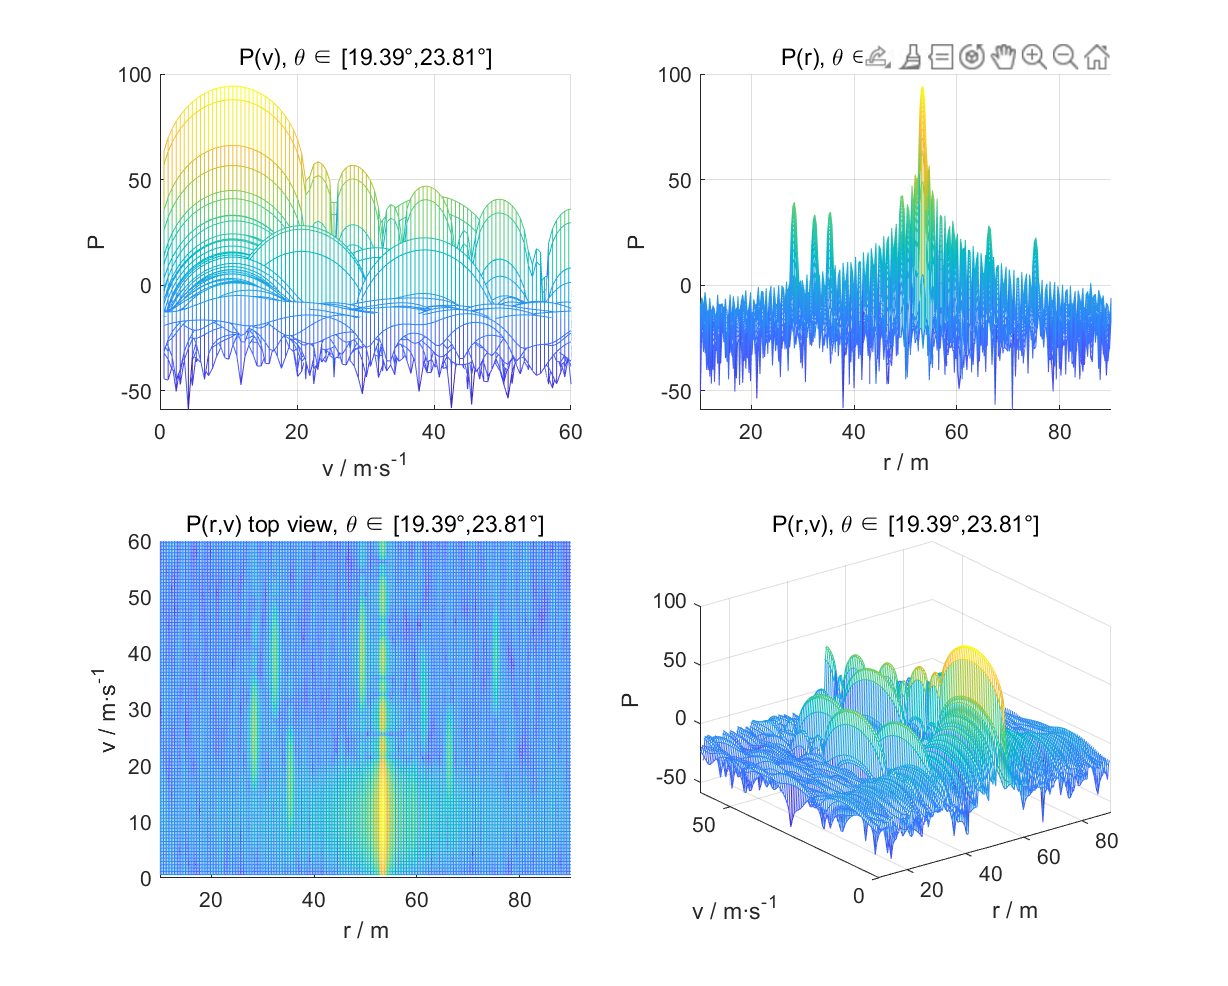 P(v), θ ∈ [19.39°,23.81°]
100
50
0
-50
P
0
20
40
60
v / m·s⁻¹
P(r), θ ∈
100
50
0
-50
P
20
40
60
80
r / m
P(r,v) top view, θ ∈ [19.39°,23.81°]
60
50
40
30
20
10
0
v / m·s⁻¹
20
40
60
80
r / m
P(r,v), θ ∈ [19.39°,23.81°]
100
50
0
-50
P
50
0
v / m·s⁻¹
20
40
60
80
r / m